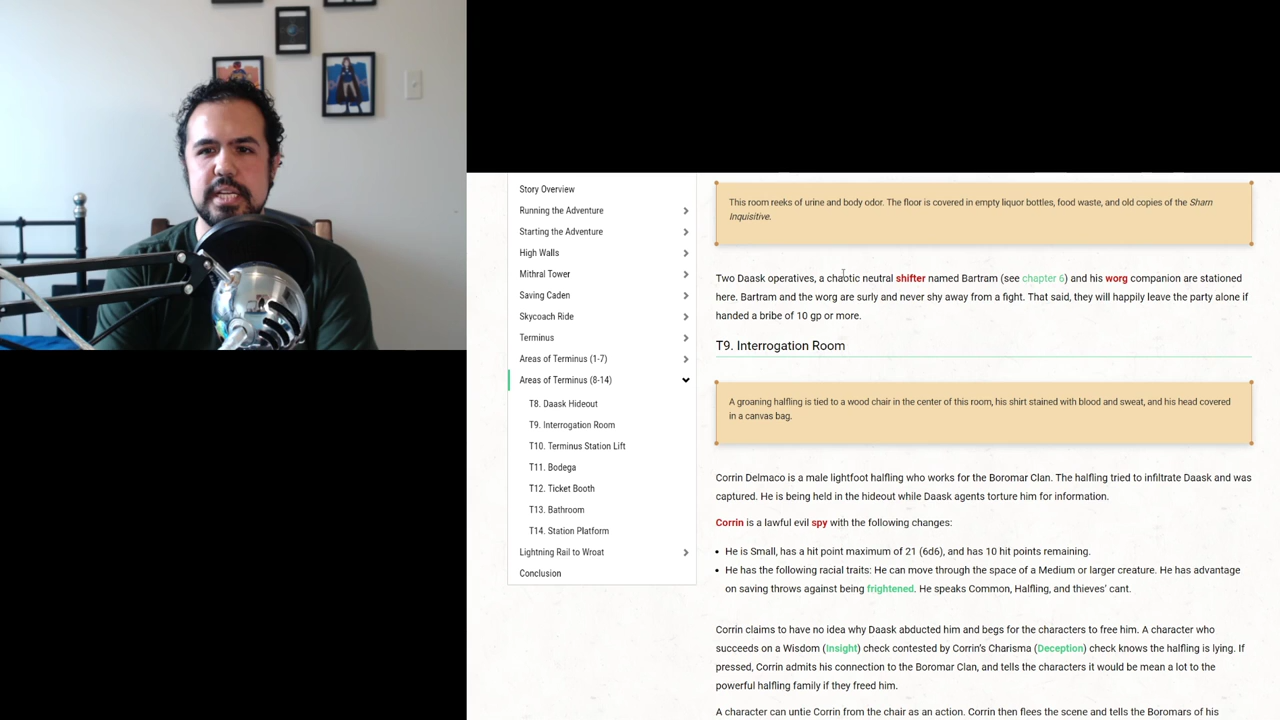 Story Overview
Running the Adventure
Starting the Adventure
High Walls
Mithral Tower
Saving Caden
Skycoach Ride
Terminus
Areas of Terminus (1-7)
Areas of Terminus (8-14)
T8. Daask Hideout
T9. Interrogation Room
T10. Terminus Station Lift
T11. Bodega
T12. Ticket Booth
T13. Bathroom
T14. Station Platform
Lightning Rail to Wroat
Conclusion
This room reeks of urine and body odor. The floor is covered in empty liquor bottles, food waste, and old copies of the Sharn
Inquisitive.
Two Daask operatives, a chaotic neutral shifter named Bartram (see chapter 6) and his worg companion are stationed
here. Bartram and the worg are surly and never shy away from a fight. That said, they will happily leave the party alone if
handed a bribe of 10 gp or more.
T9. Interrogation Room
A groaning halfling is tied to a wood chair in the center of this room, his shirt stained with blood and sweat, and his head covered
in a canvas bag.
Corrin Delmaco is a male lightfoot halfling who works for the Boromar Clan. The halfling tried to infiltrate Daask and was
captured. He is being held in the hideout while Daask agents torture him for information.
Corrin is a lawful evil spy with the following changes:
• He is Small, has a hit point maximum of 21 (6d6), and has 10 hit points remaining.
• He has the following racial traits: He can move through the space of a Medium or larger creature. He has advantage
on saving throws against being frightened. He speaks Common, Halfling, and thieves' cant.
Corrin claims to have no idea why Daask abducted him and begs for the characters to free him. A character who
succeeds on a Wisdom (Insight) check contested by Corrin's Charisma (Deception) check knows the halfling is lying. If
pressed, Corrin admits his connection to the Boromar Clan, and tells the characters it would be mean a lot to the
powerful halfling family if they freed him.
A character can untie Corrin from the chair as an action. Corrin then flees the scene and tells the Boromars of his